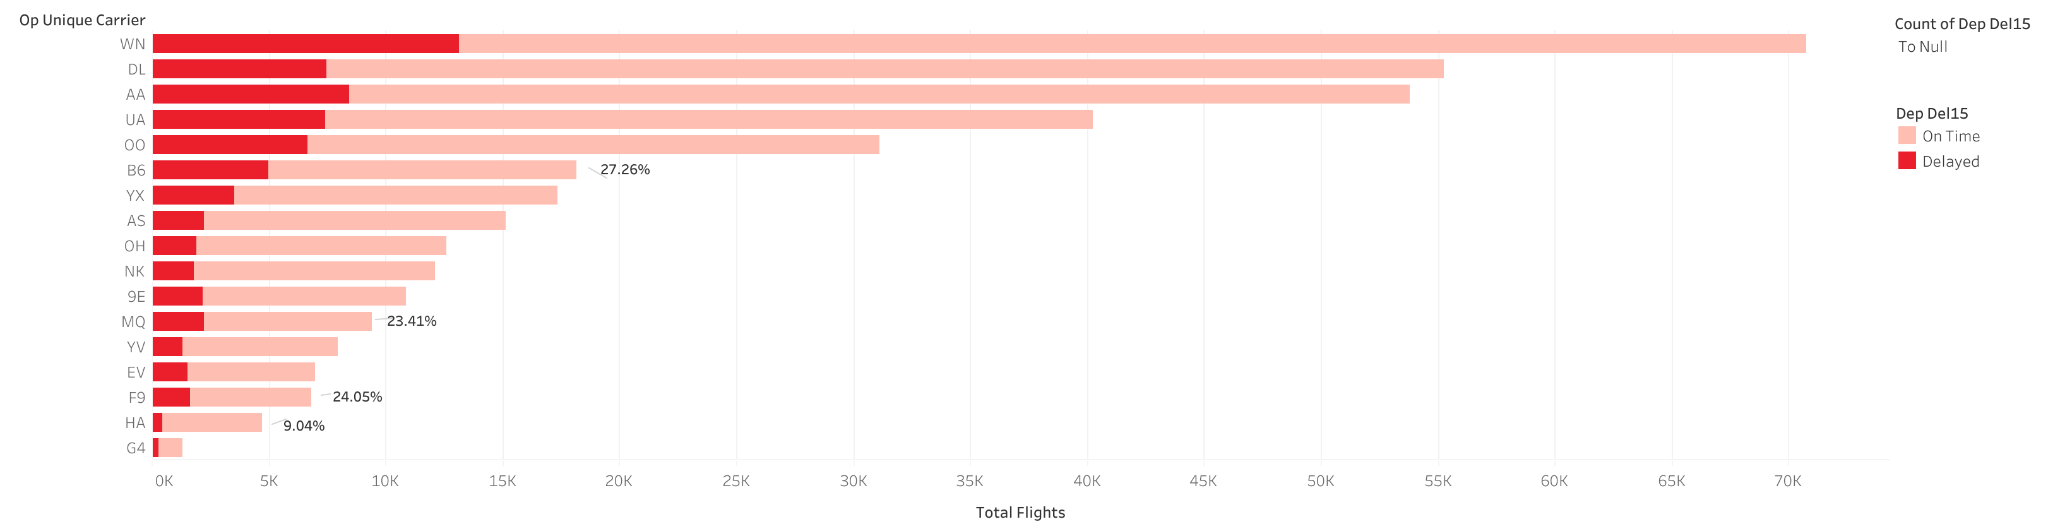 Op Unique Carrier
WN
DL
AA
UA
OO
B6 27.26%
YX
AS
OH
NK
9E
MQ 23.41%
YV
EV
F9 24.05%
HA 9.04%
G4
0K 5K 10K 15K 20K 25K 30K 35K 40K 45K 50K 55K 60K 65K 70K
Total Flights
Count of Dep Del15
To Null
Dep Del15
On Time
Delayed